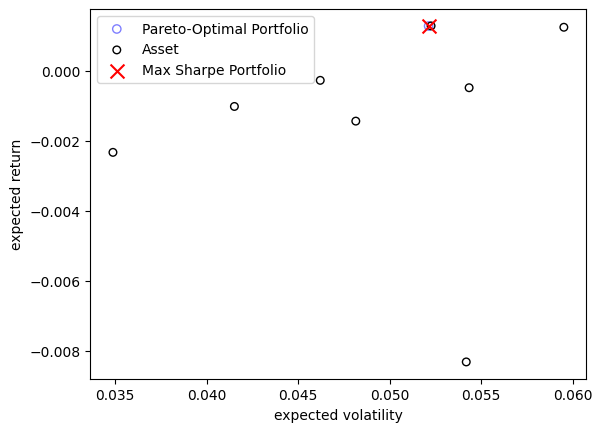 Pareto-Optimal Portfolio
Asset
Max Sharpe Portfolio
0.000
−0.002
−0.004
−0.006
−0.008
expected return
0.035 0.040 0.045 0.050 0.055 0.060
expected volatility